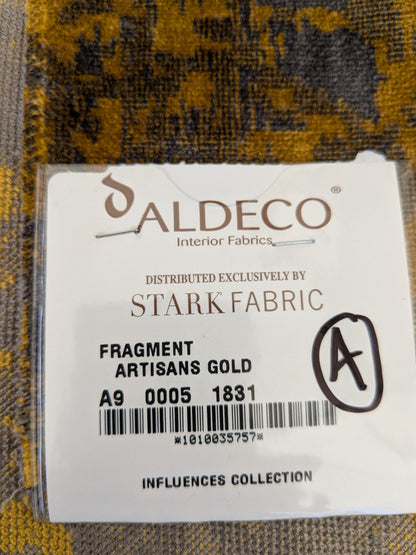 ALDECO®
Interior Fabrics
DISTRIBUTED EXCLUSIVELY BY
STARK FABRIC
FRAGMENT
ARTISANS GOLD
A
A9 0005 1831
*1010035757*
INFLUENCES COLLECTION